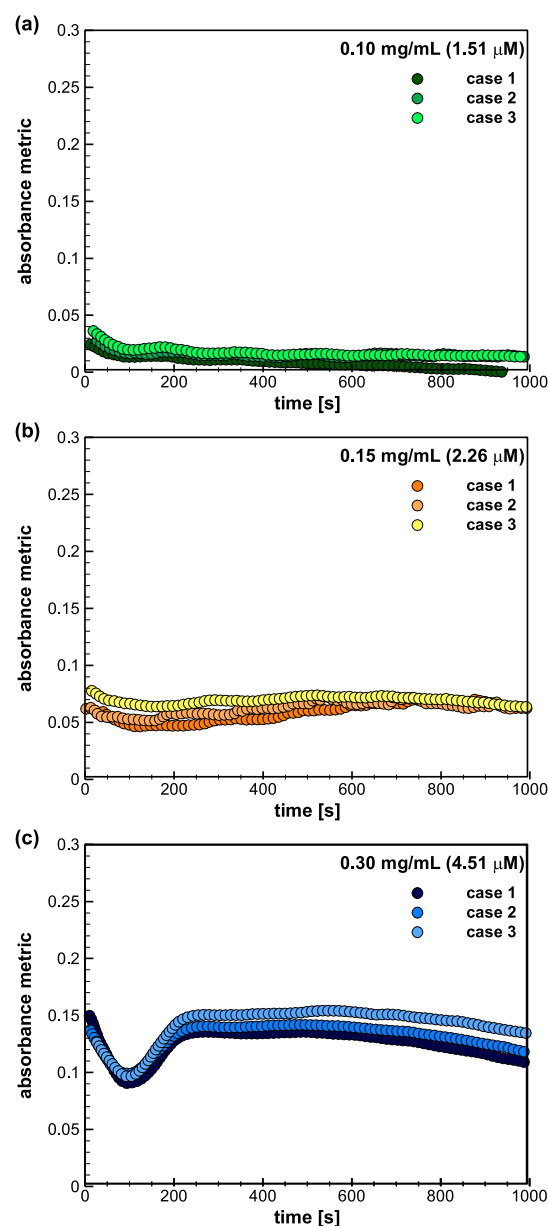 (a)
0.10 mg/mL (1.51 μM)
case 1
case 2
case 3
absorbance metric
0.3
0.25
0.2
0.15
0.1
0.05
0
0 200 400 600 800 1000
time [s]
(b)
0.15 mg/mL (2.26 μM)
case 1
case 2
case 3
absorbance metric
0.3
0.25
0.2
0.15
0.1
0.05
0
0 200 400 600 800 1000
time [s]
(c)
0.30 mg/mL (4.51 μM)
case 1
case 2
case 3
absorbance metric
0.3
0.25
0.2
0.15
0.1
0.05
0
0 200 400 600 800 1000
time [s]